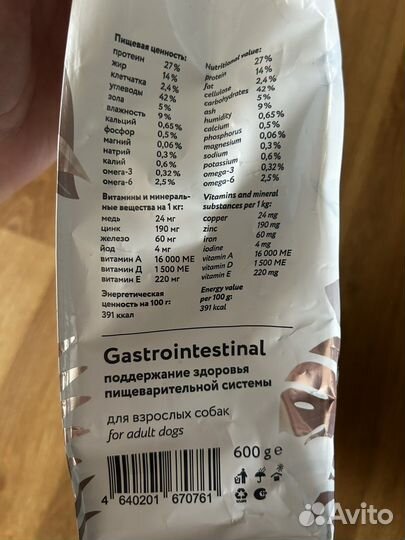 Пищевая ценность:
протеин 27%
жир 14%
клетчатка 2,4%
углеводы 42%
зола 5%
влажность 9%
кальций 0,65%
фосфор 0,5%
магний 0,06%
натрий 0,3%
калий 0,6%
омега-3 0,32%
омега-6 2,5%
Витамины и минераль-
ные вещества на 1 кг:
медь 24 мг
цинк 190 мг
железо 60 мг
йод 4 мг
витамин А 16 000 МЕ
витамин Д 1 500 МЕ
витамин Е 220 мг
Энергетическая
ценность на 100 г:
391 ккал
Nutritional value:
protein 27%
fat 14%
cellulose 2,4%
carbohydrates 42%
ash 5%
humidity 9%
calcium 0,65%
phosphorus 0,5%
magnesium 0,06%
sodium 0,3%
potassium 0,6%
omega-3 0,32%
omega-6 2,5%
Vitamins and mineral
substances per 1 kg:
copper 24 mg
zinc 190 mg
iron 60 mg
iodine 4 mg
vitamin A 16 000 ME
vitamin D 1 500 ME
vitamin E 220 mg
Energy value
per 100 g:
391 kcal
Gastrointestinal
поддержание здоровья
пищеварительной системы
для взрослых собак
for adult dogs
600 g e
4 640201 670761
Avito